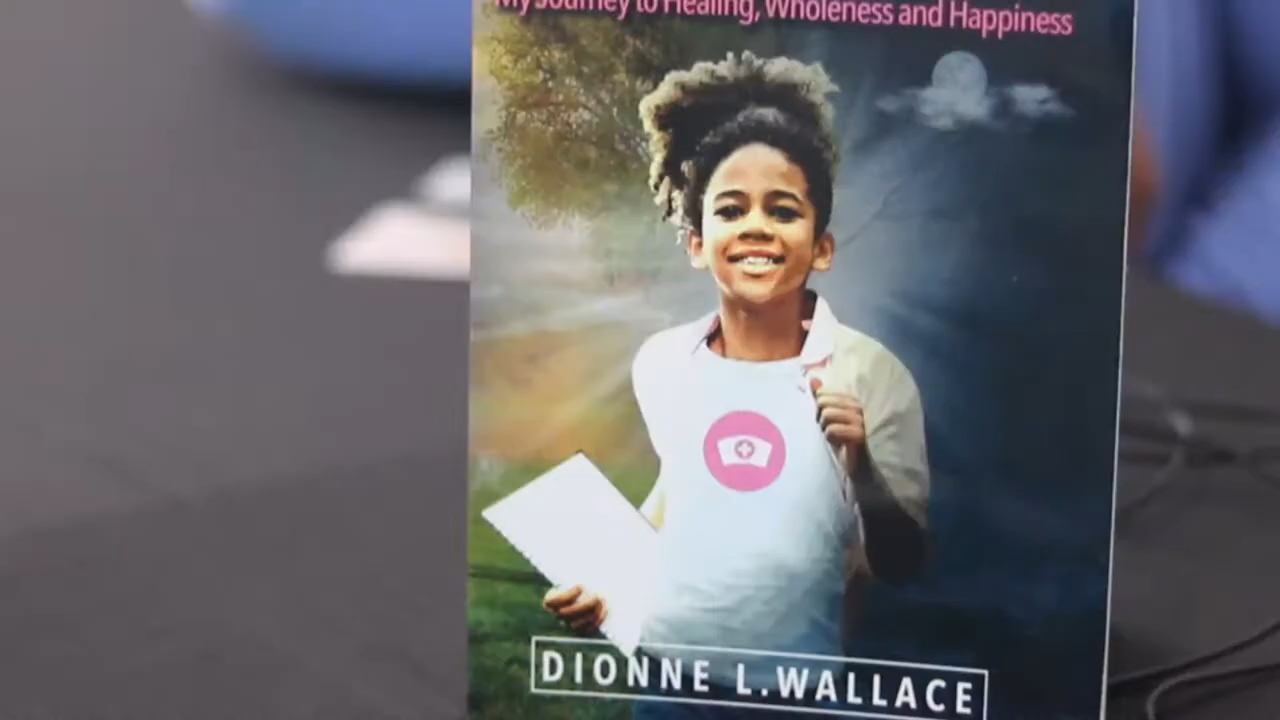 My Journey to Healing, Wholeness and Happiness
DIONNE L.WALLACE